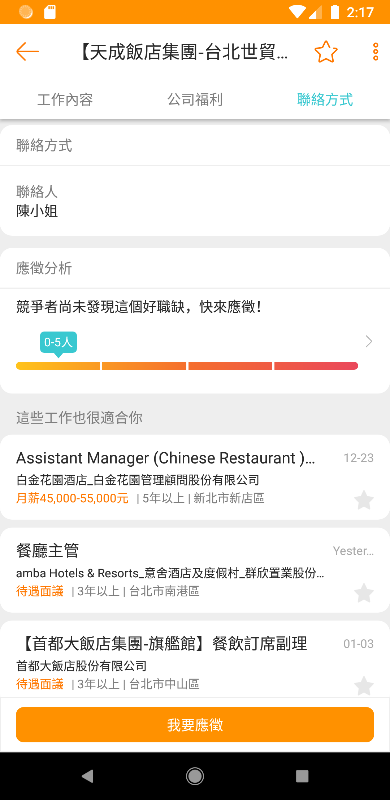 2:17
【天成飯店集團-台北世貿…
工作內容
公司福利
聯絡方式
聯絡方式
聯絡人
陳小姐
應徵分析
競爭者尚未發現這個好職缺，快來應徵！
0-5人
這些工作也很適合你
Assistant Manager (Chinese Restaurant )… 12-23
白金花園酒店_白金花園管理顧問股份有限公司
月薪45,000-55,000元 | 5年以上 | 新北市新店區
餐廳主管 Yester…
amba Hotels & Resorts_意舍酒店及度假村_群欣置業股份…
待遇面議 | 3年以上 | 台北市南港區
【首都大飯店集團-旗艦館】餐飲訂席副理 01-03
首都大飯店股份有限公司
待遇面議 | 3年以上 | 台北市中山區
我要應徵